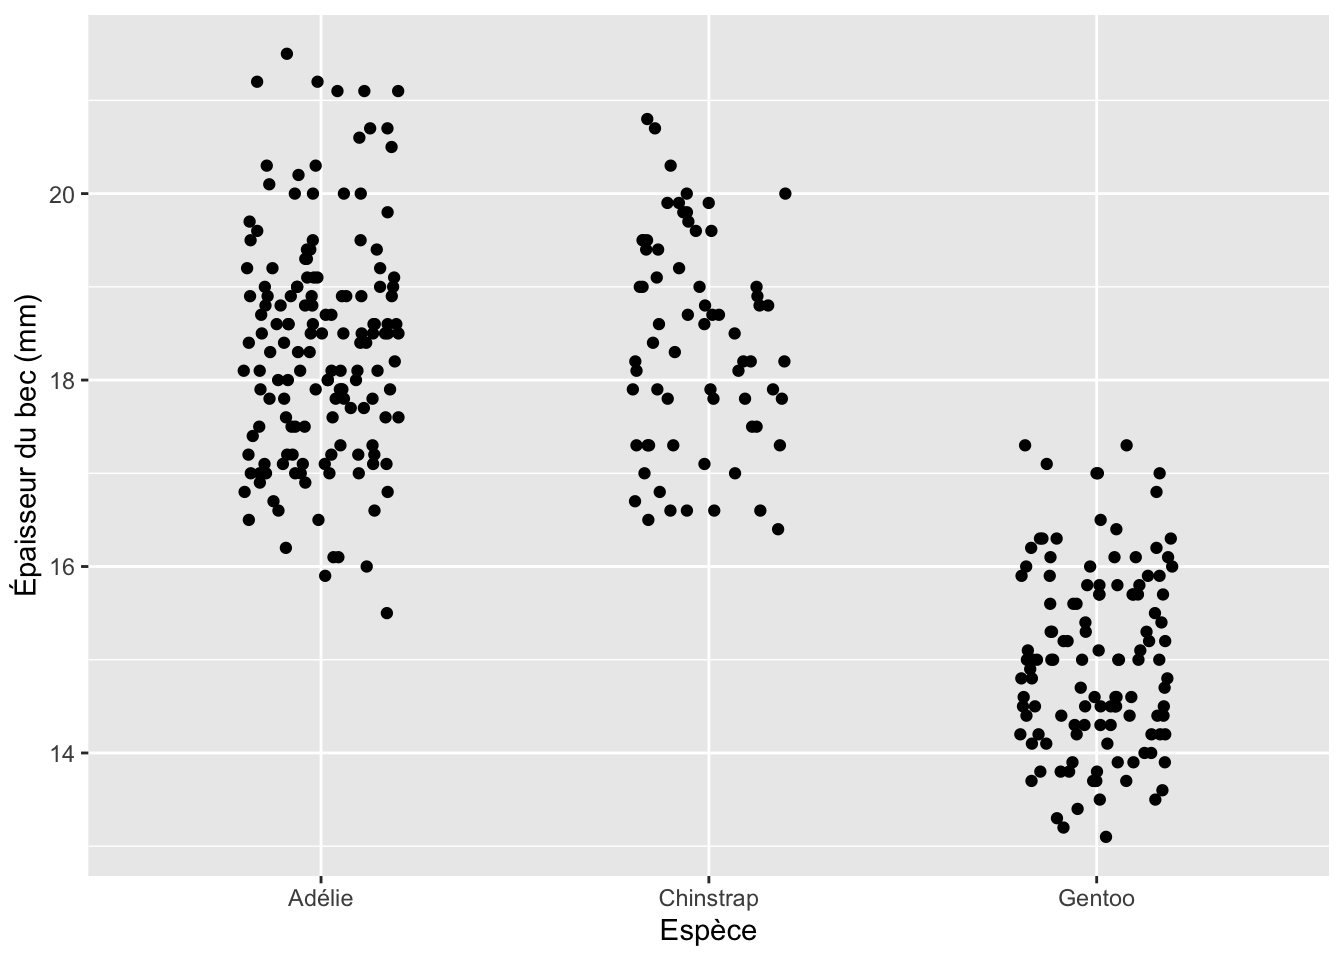 Épaisseur du bec (mm)
20
18
16
14
Adélie
Chinstrap
Gentoo
Espèce